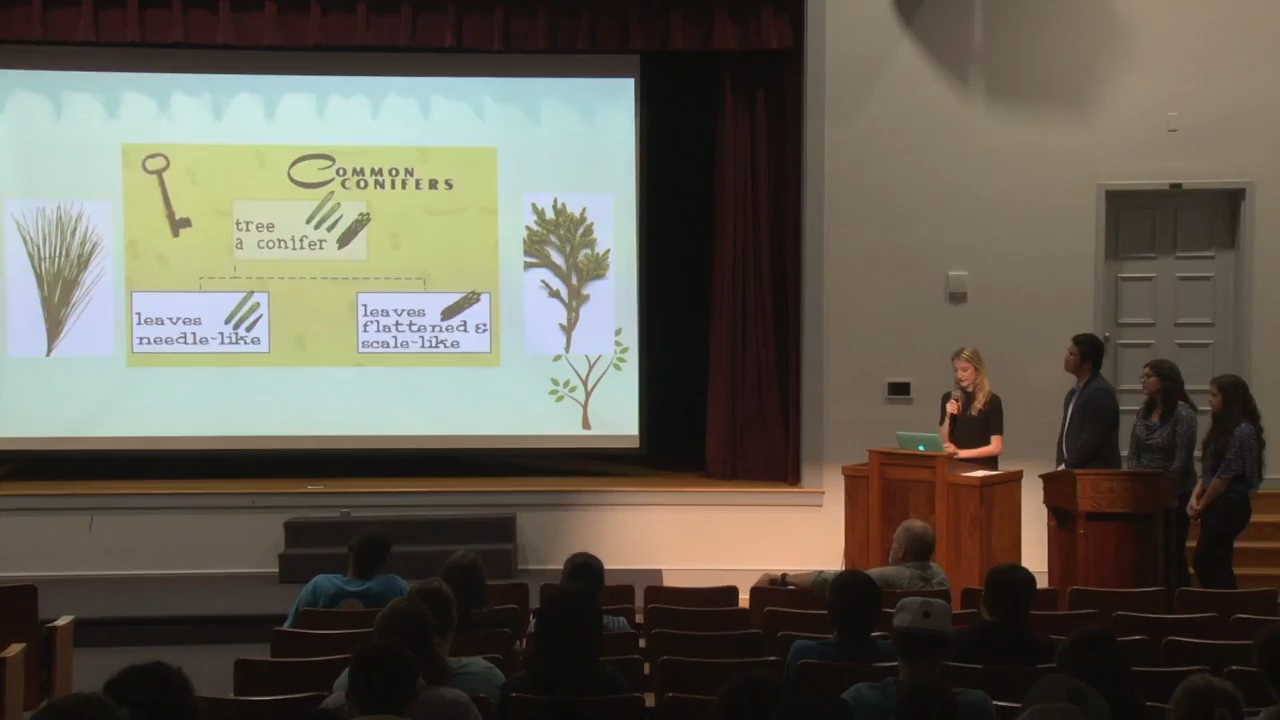 COMMON
CONIFERS
tree
a conifer
leaves
needle-like
leaves
flattened &
scale-like